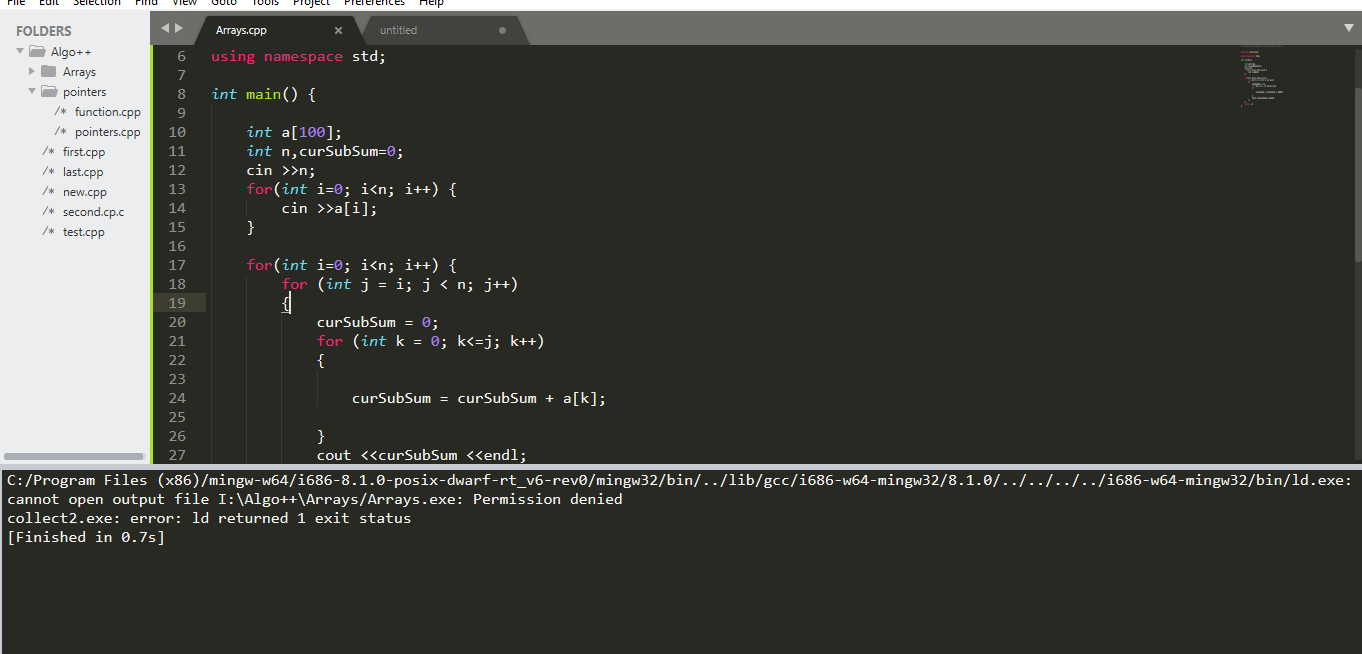 File Edit Selection Find View Goto Tools Project Preferences Help
FOLDERS
Algo++
Arrays
pointers
/* function.cpp
/* pointers.cpp
/* first.cpp
/* last.cpp
/* new.cpp
/* second.cp.c
/* test.cpp
Arrays.cpp × untitled
6 using namespace std;
7
8 int main() {
9
10 int a[100];
11 int n,curSubSum=0;
12 cin >>n;
13 for(int i=0; i<n; i++) {
14 cin >>a[i];
15 }
16
17 for(int i=0; i<n; i++) {
18 for (int j = i; j < n; j++)
19 {
20 curSubSum = 0;
21 for (int k = 0; k<=j; k++)
22 {
23
24 curSubSum = curSubSum + a[k];
25
26 }
27 cout <<curSubSum <<endl;
C:/Program Files (x86)/mingw-w64/i686-8.1.0-posix-dwarf-rt_v6-rev0/mingw32/bin/../lib/gcc/i686-w64-mingw32/8.1.0/../../../../i686-w64-mingw32/bin/ld.exe:
cannot open output file I:\Algo++\Arrays/Arrays.exe: Permission denied
collect2.exe: error: ld returned 1 exit status
[Finished in 0.7s]